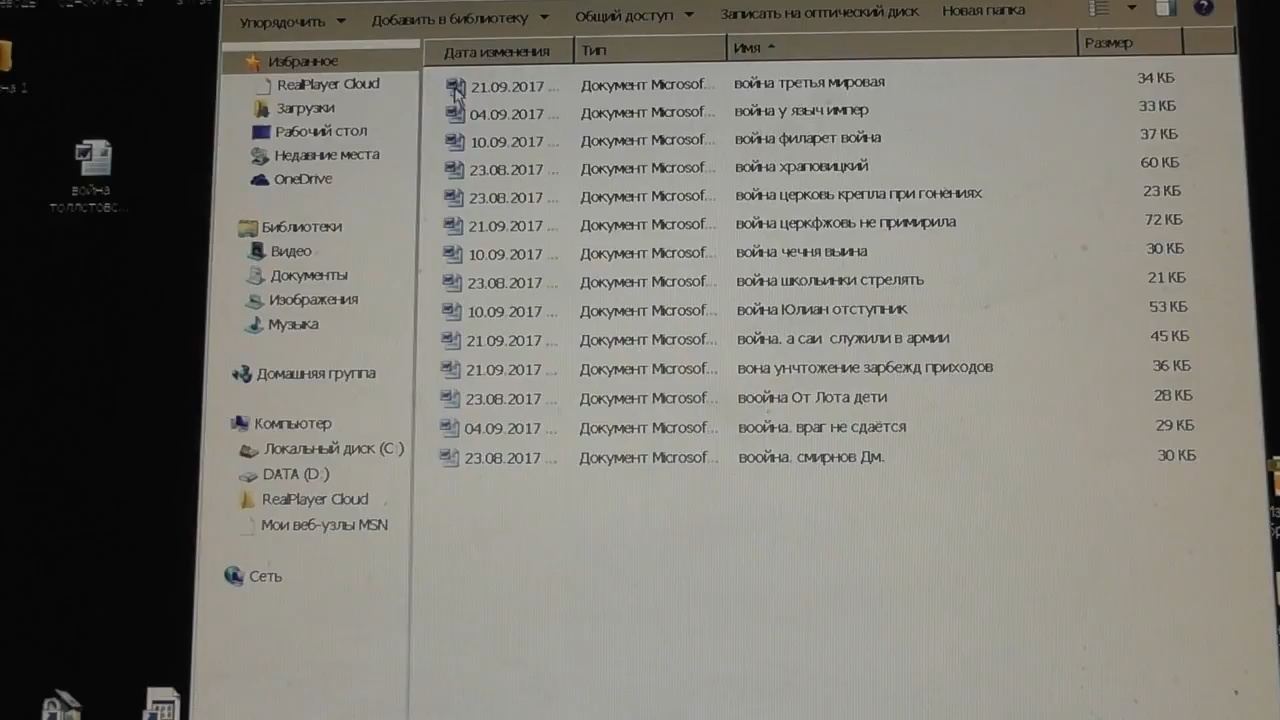 Упорядочить Добавить в библиотеку Общий доступ Записать на оптический диск Новая папка
Избранное
RealPlayer Cloud
Загрузки
Рабочий стол
Недавние места
OneDrive
Библиотеки
Видео
Документы
Изображения
Музыка
Домашняя группа
Компьютер
Локальный диск (C:)
DATA (D:)
RealPlayer Cloud
Мои веб-узлы MSN
Сеть
Дата изменения Тип Имя Размер
21.09.2017 ... Документ Microsof... война третья мировая 34 КБ
04.09.2017 ... Документ Microsof... война у языч импер 33 КБ
10.09.2017 ... Документ Microsof... война филарет война 37 КБ
23.08.2017 ... Документ Microsof... война храповицкий 60 КБ
23.08.2017 ... Документ Microsof... война церковь крепла при гонениях 23 КБ
21.09.2017 ... Документ Microsof... война церкфжовь не примирила 72 КБ
10.09.2017 ... Документ Microsof... война чечня выина 30 КБ
23.08.2017 ... Документ Microsof... война школьинки стрелять 21 КБ
10.09.2017 ... Документ Microsof... война Юлиан отступник 53 КБ
21.09.2017 ... Документ Microsof... война. а саи служили в армии 45 КБ
21.09.2017 ... Документ Microsof... вона унчтожение зарбежд приходов 36 КБ
23.08.2017 ... Документ Microsof... воойна От Лота дети 28 КБ
04.09.2017 ... Документ Microsof... воойна. враг не сдаётся 29 КБ
23.08.2017 ... Документ Microsof... воойна. смирнов Дм. 30 КБ
война
толлстовс...